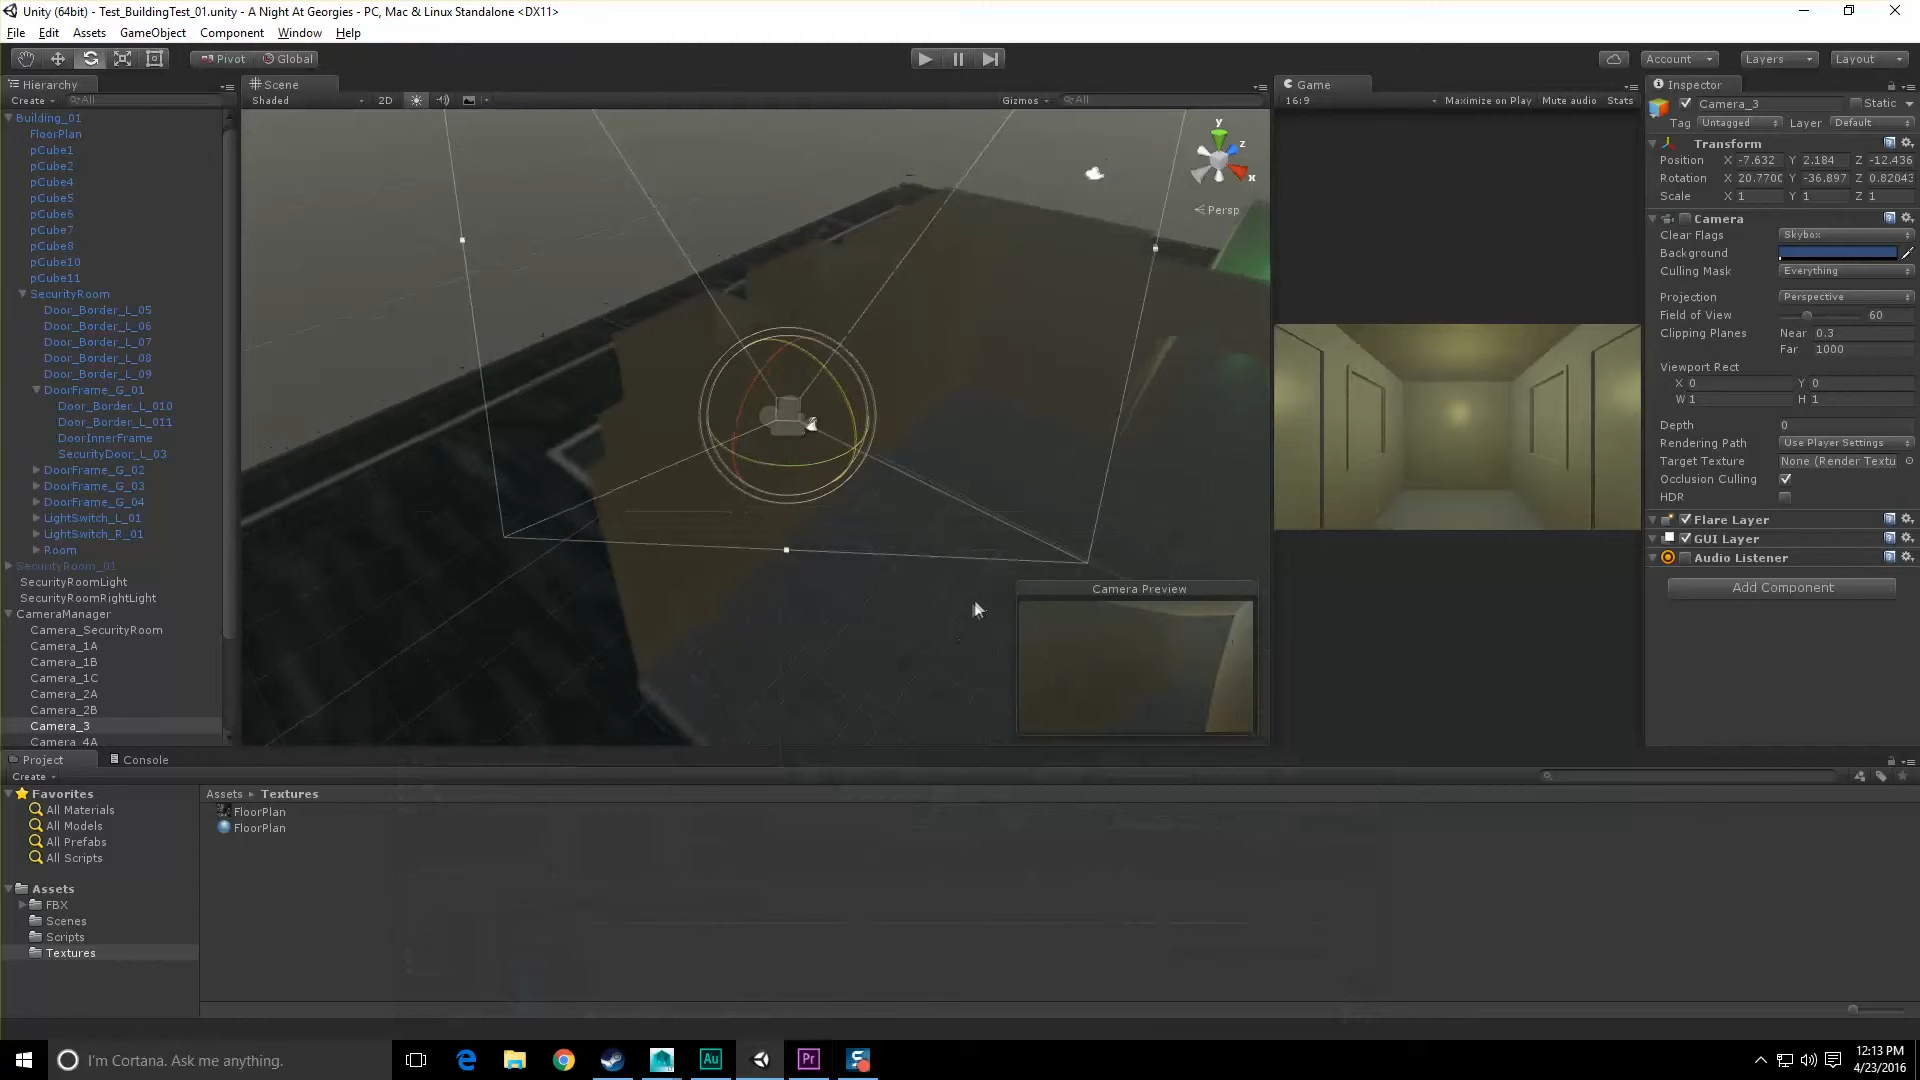 Unity (64bit) - Test_BuildingTest_01.unity - A Night At Georgies - PC, Mac & Linux Standalone <DX11>
File Edit Assets GameObject Component Window Help
Pivot Global Account Layers Layout
Hierarchy
Create All
Building_01
FloorPlan
pCube1
pCube2
pCube4
pCube5
pCube6
pCube7
pCube8
pCube10
pCube11
SecurityRoom
Door_Border_L_05
Door_Border_L_06
Door_Border_L_07
Door_Border_L_08
Door_Border_L_09
DoorFrame_G_01
Door_Border_L_010
Door_Border_L_011
DoorInnerFrame
SecurityDoor_L_03
DoorFrame_G_02
DoorFrame_G_03
DoorFrame_G_04
LightSwitch_L_01
LightSwitch_R_01
Room
SecurityRoom_01
SecurityRoomLight
SecurityRoomRightLight
CameraManager
Camera_SecurityRoom
Camera_1A
Camera_1B
Camera_1C
Camera_2A
Camera_2B
Camera_3
Camera_4A
Scene
Shaded 2D Gizmos All
y
z
x
Persp
Camera Preview
Game
16:9 Maximize on Play Mute audio Stats
Inspector
Camera_3 Static
Tag Untagged Layer Default
Transform
Position X -7.632 Y 2.184 Z -12.436
Rotation X 20.7700 Y -36.897 Z 0.82043
Scale X 1 Y 1 Z 1
Camera
Clear Flags Skybox
Background
Culling Mask Everything
Projection Perspective
Field of View 60
Clipping Planes Near 0.3
Far 1000
Viewport Rect
X 0 Y 0
W 1 H 1
Depth 0
Rendering Path Use Player Settings
Target Texture None (Render Textu
Occlusion Culling
HDR
Flare Layer
GUI Layer
Audio Listener
Add Component
Project Console
Create
Favorites
All Materials
All Models
All Prefabs
All Scripts
Assets
FBX
Scenes
Scripts
Textures
Assets Textures
FloorPlan
FloorPlan
I'm Cortana. Ask me anything.
Au
Pr
12:13 PM
4/23/2016